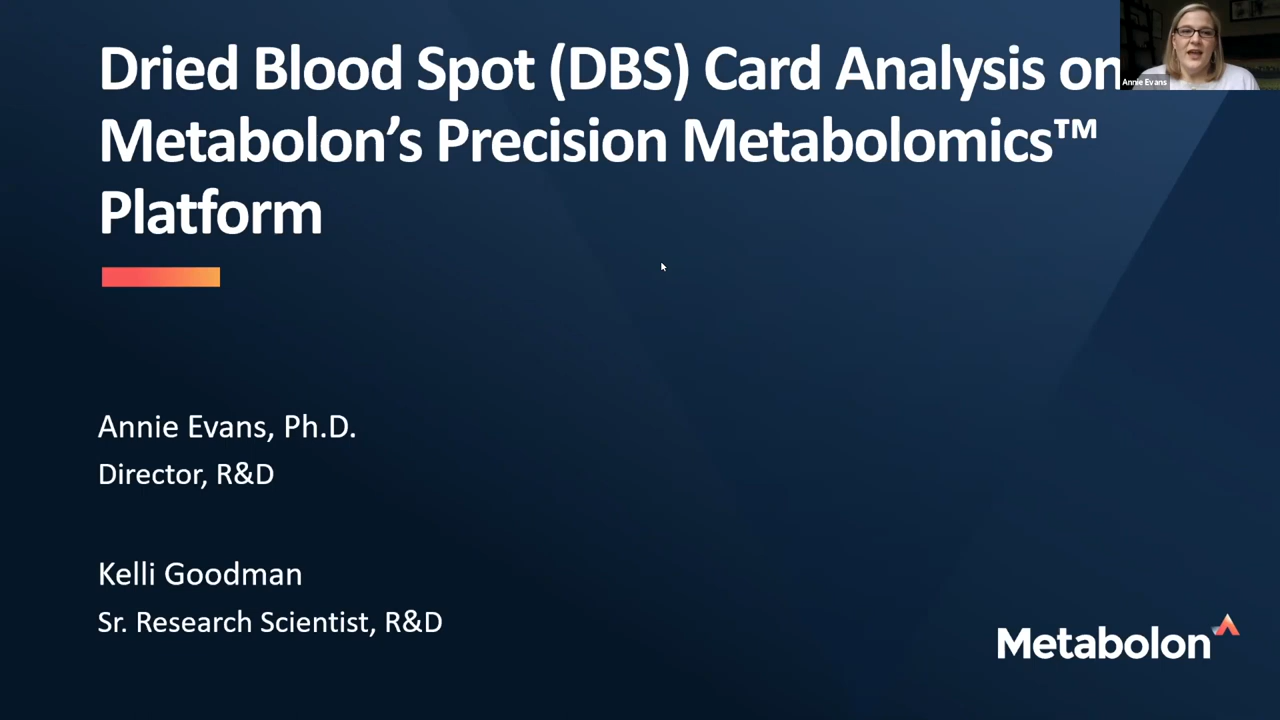 Dried Blood Spot (DBS) Card Analysis on
Metabolon’s Precision Metabolomics™
Platform
Annie Evans
Annie Evans, Ph.D.
Director, R&D
Kelli Goodman
Sr. Research Scientist, R&D
Metabolon